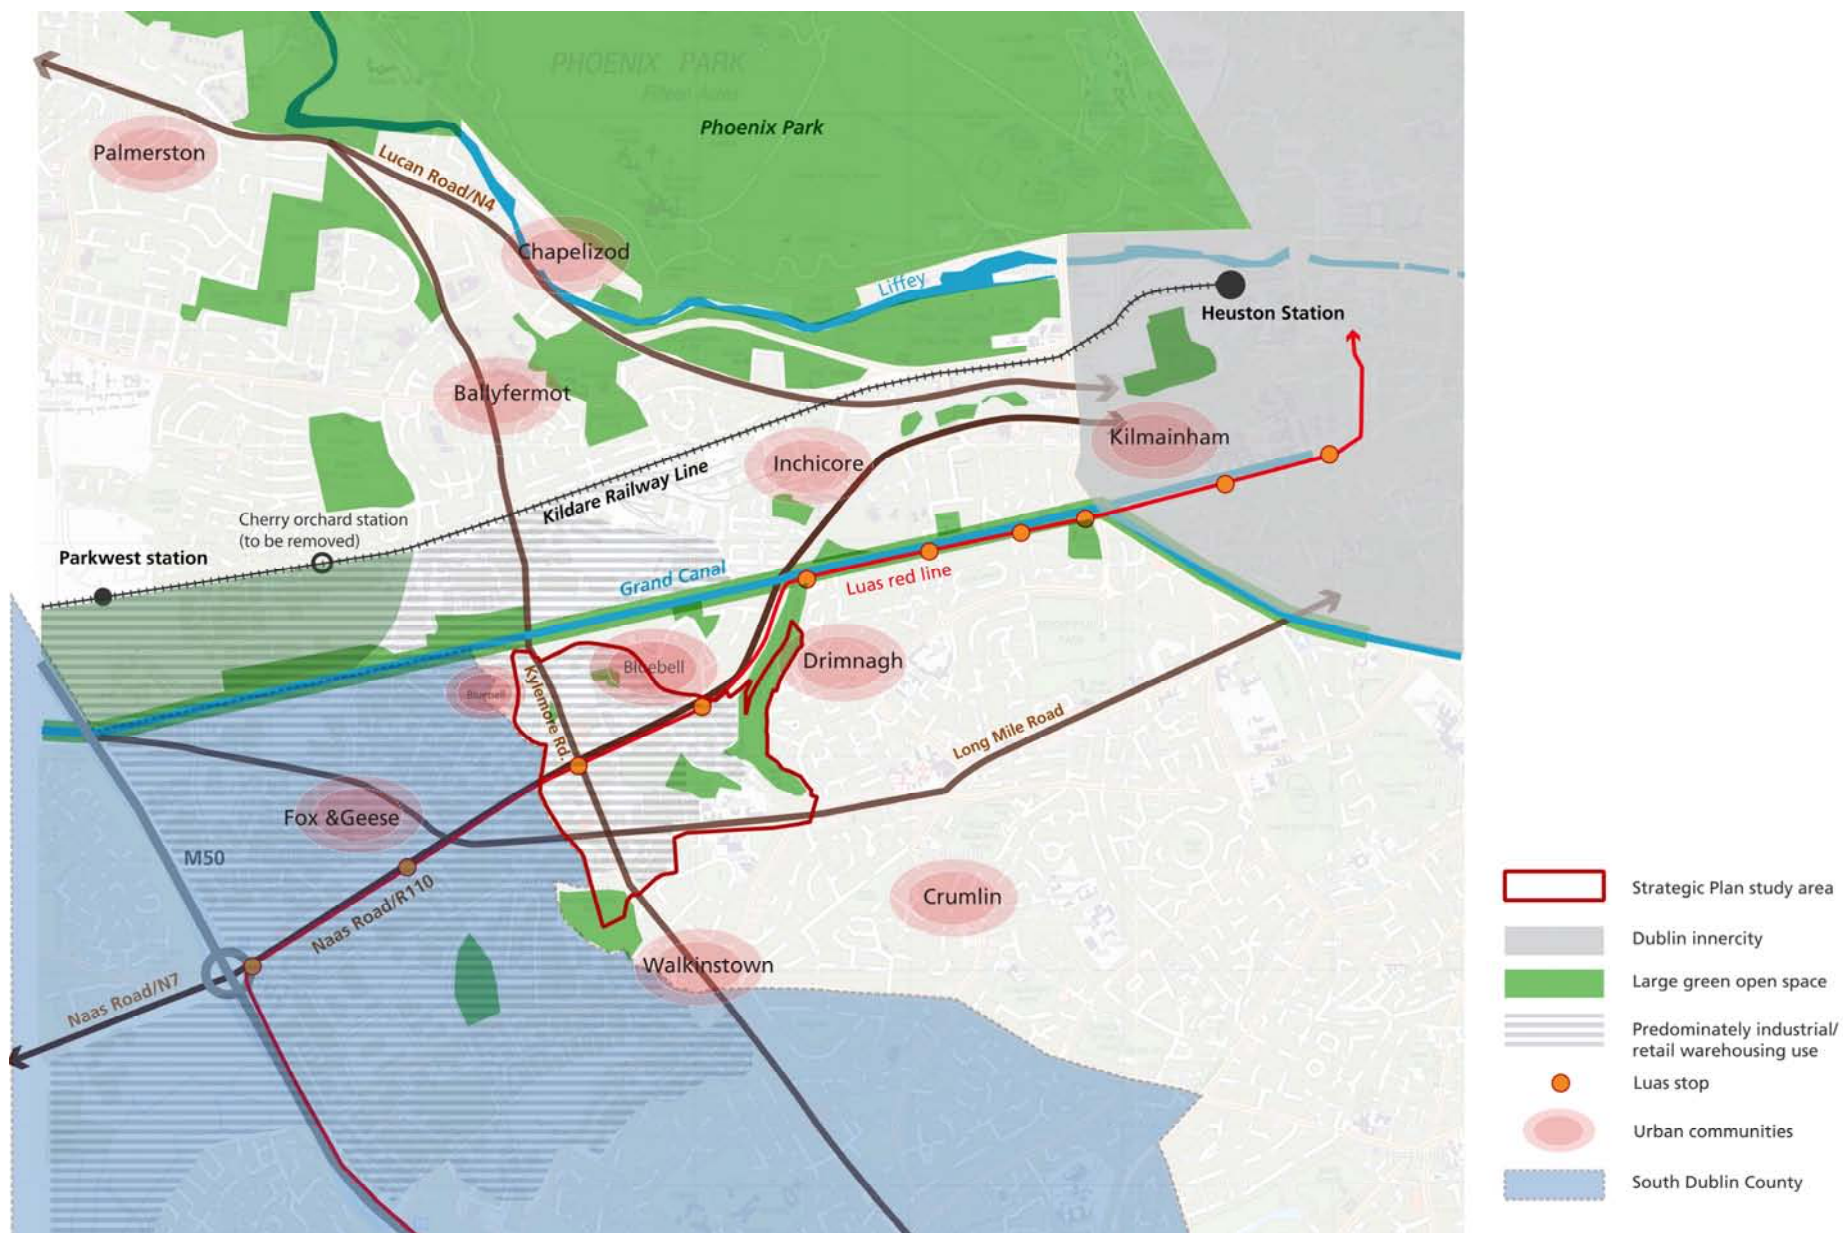 PHOENIX PARK
Phoenix Park
Palmerston
Lucan Road/N4
Chapelizod
Liffey
Heuston Station
Ballyfermot
Kilmainham
Inchicore
Kildare Railway Line
Cherry orchard station
(to be removed)
Parkwest station
Grand Canal
Luas red line
Bluebell
Drimnagh
Bluebell
Kylemore Rd.
Long Mile Road
Fox &Geese
M50
Naas Road/R110
Crumlin
Walkinstown
Naas Road/N7
Strategic Plan study area
Dublin innercity
Large green open space
Predominately industrial/
retail warehousing use
Luas stop
Urban communities
South Dublin County